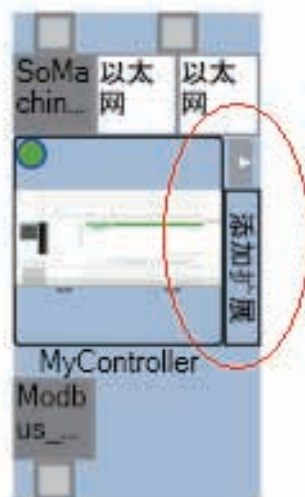 SoMa 以太 以太
chin... 网 网
添加扩展
MyController
Modb
us_...